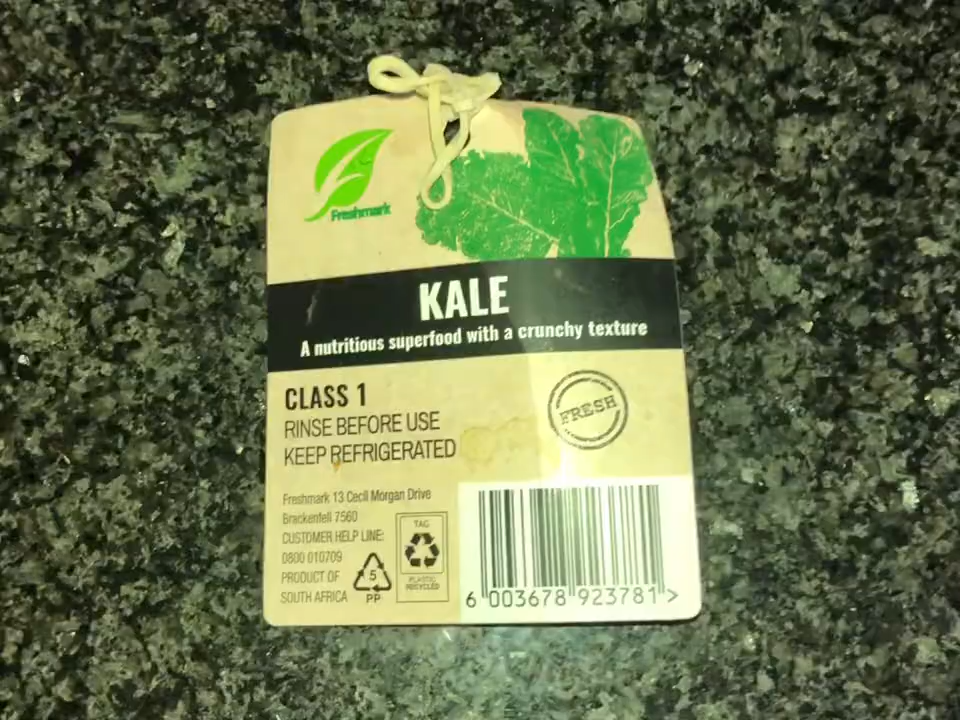 Freshmark
KALE
A nutritious superfood with a crunchy texture
CLASS 1
RINSE BEFORE USE
KEEP REFRIGERATED
FRESH
Freshmark 13 Cecil Morgan Drive
Brackenfell 7560
CUSTOMER HELP LINE:
0800 010709
PRODUCT OF
SOUTH AFRICA
5
PP
TAG
PLASTIC
RECYCLED
6 003678 923781 >